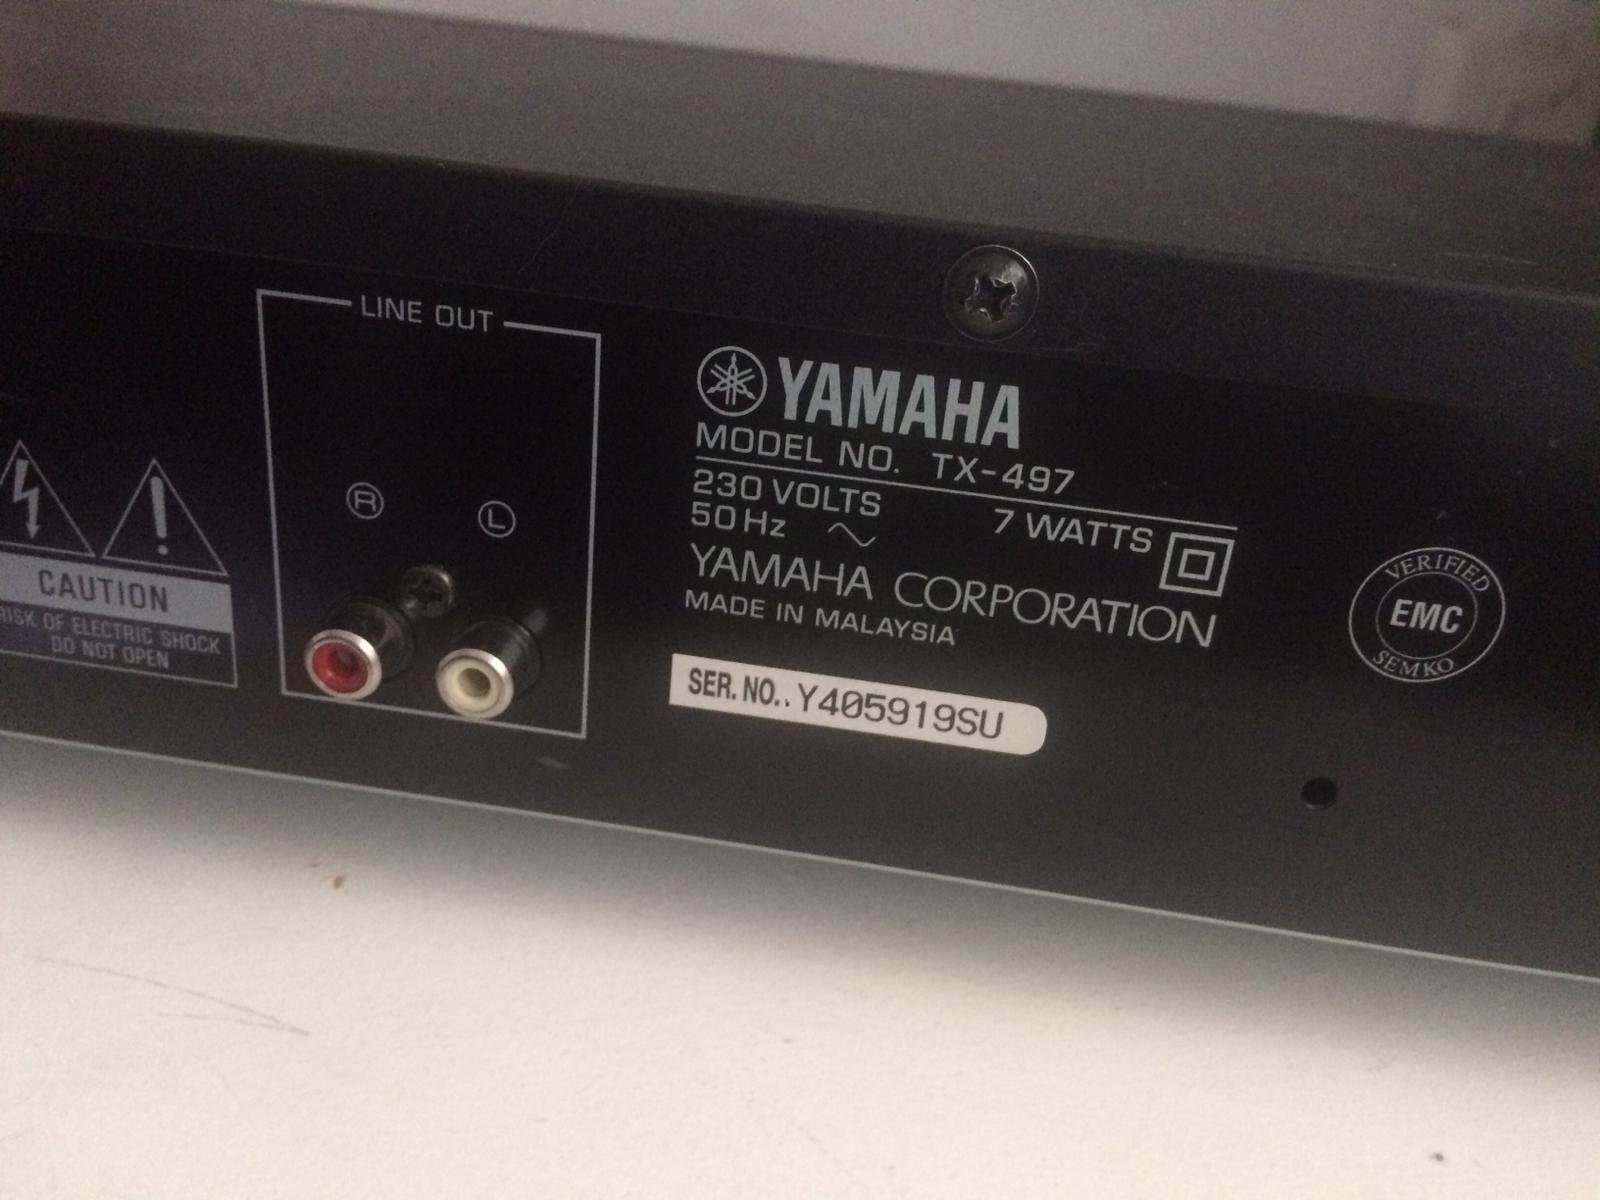 LINE OUT
R
L
CAUTION
RISK OF ELECTRIC SHOCK
DO NOT OPEN
YAMAHA
MODEL NO. TX-497
230 VOLTS
7 WATTS
50 Hz ~
YAMAHA CORPORATION
MADE IN MALAYSIA
SER. NO.. Y405919SU
VERIFIED
EMC
SEMKO